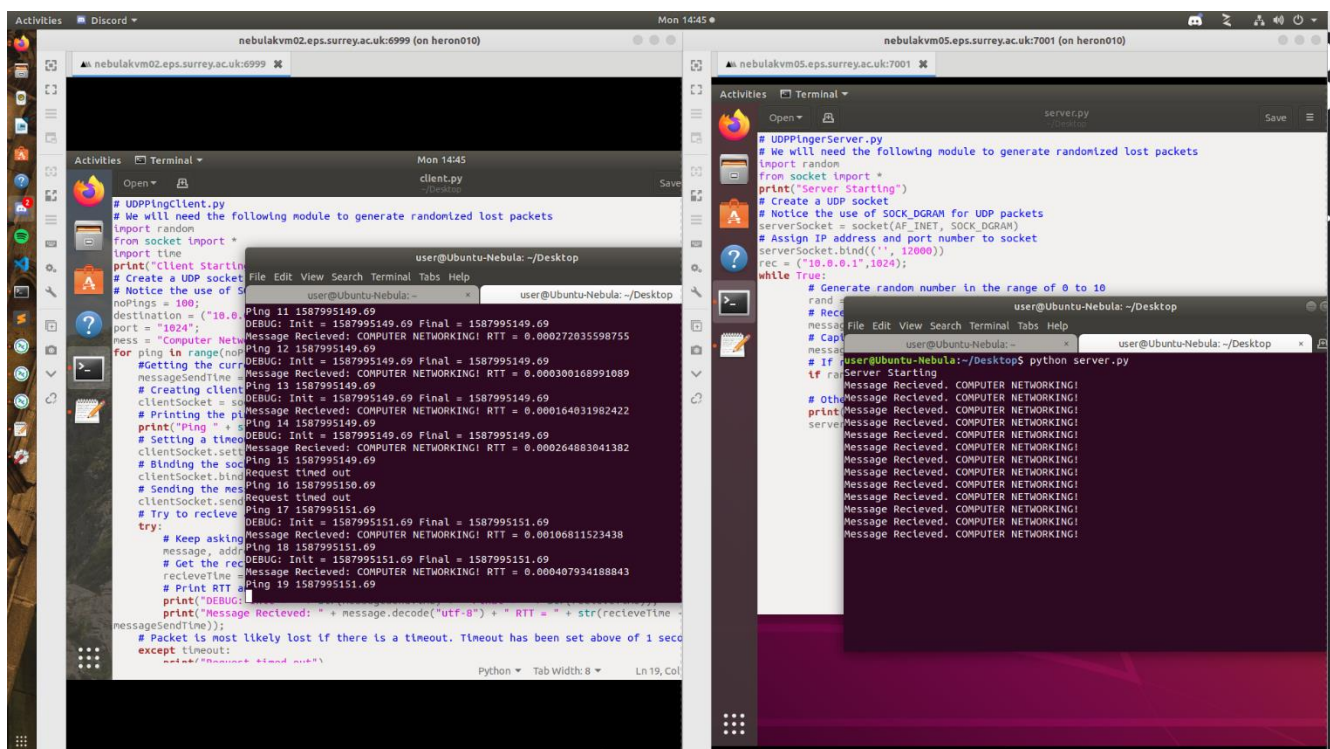 Activities Discord Mon 14:45
nebulakvm02.eps.surrey.ac.uk:6999 (on heron010)
nebulakvm02.eps.surrey.ac.uk:6999
Activities Terminal Mon 14:45
Open client.py Save
~/Desktop
# UDPPingClient.py
# We will need the following module to generate randomized lost packets
import random
from socket import *
import time
print("Client Startin
# Create a UDP socket
# Notice the use of S
noPings = 100;
destination = ("10.0.
port = "1024";
mess = "Computer Netw
for ping in range(noP
#Getting the curr
messageSendTime =
# Creating client
clientSocket = so
# Printing the pi
print("Ping " + s
# Setting a timeo
clientSocket.sett
# Binding the soc
clientSocket.bind
# Sending the mes
clientSocket.send
# Try to recieve
try:
# Keep asking
message, addr
# Get the rec
recieveTime =
# Print RTT a
print("DEBUG:
print("Message Recieved: " + message.decode("utf-8") + " RTT = " + str(recieveTime -
messageSendTime));
# Packet is most likely lost if there is a timeout. Timeout has been set above of 1 seco
except timeout:
print("Request timed out")
Python Tab Width: 8 Ln 19, Col
user@Ubuntu-Nebula: ~/Desktop
File Edit View Search Terminal Tabs Help
user@Ubuntu-Nebula: ~ user@Ubuntu-Nebula: ~/Desktop
Ping 11 1587995149.69
DEBUG: Init = 1587995149.69 Final = 1587995149.69
Message Recieved: COMPUTER NETWORKING! RTT = 0.000272035598755
Ping 12 1587995149.69
DEBUG: Init = 1587995149.69 Final = 1587995149.69
Message Recieved: COMPUTER NETWORKING! RTT = 0.000300168991089
Ping 13 1587995149.69
DEBUG: Init = 1587995149.69 Final = 1587995149.69
Message Recieved: COMPUTER NETWORKING! RTT = 0.000164031982422
Ping 14 1587995149.69
DEBUG: Init = 1587995149.69 Final = 1587995149.69
Message Recieved: COMPUTER NETWORKING! RTT = 0.000264883041382
Ping 15 1587995149.69
Request timed out
Ping 16 1587995150.69
Request timed out
Ping 17 1587995151.69
DEBUG: Init = 1587995151.69 Final = 1587995151.69
Message Recieved: COMPUTER NETWORKING! RTT = 0.00106811523438
Ping 18 1587995151.69
DEBUG: Init = 1587995151.69 Final = 1587995151.69
Message Recieved: COMPUTER NETWORKING! RTT = 0.000407934188843
Ping 19 1587995151.69
nebulakvm05.eps.surrey.ac.uk:7001 (on heron010)
nebulakvm05.eps.surrey.ac.uk:7001
Activities Terminal
Open server.py Save
~/Desktop
# UDPPingerServer.py
# We will need the following module to generate randomized lost packets
import random
from socket import *
print("Server Starting")
# Create a UDP socket
# Notice the use of SOCK_DGRAM for UDP packets
serverSocket = socket(AF_INET, SOCK_DGRAM)
# Assign IP address and port number to socket
serverSocket.bind(('', 12000))
rec = ("10.0.0.1",1024);
while True:
# Generate random number in the range of 0 to 10
rand =
# Rece
messag
# Capi
messag
# If r
if ran
# Othe
print(
server
user@Ubuntu-Nebula: ~/Desktop
File Edit View Search Terminal Tabs Help
user@Ubuntu-Nebula: ~ user@Ubuntu-Nebula: ~/Desktop
user@Ubuntu-Nebula:~/Desktop$ python server.py
Server Starting
Message Recieved. COMPUTER NETWORKING!
Message Recieved. COMPUTER NETWORKING!
Message Recieved. COMPUTER NETWORKING!
Message Recieved. COMPUTER NETWORKING!
Message Recieved. COMPUTER NETWORKING!
Message Recieved. COMPUTER NETWORKING!
Message Recieved. COMPUTER NETWORKING!
Message Recieved. COMPUTER NETWORKING!
Message Recieved. COMPUTER NETWORKING!
Message Recieved. COMPUTER NETWORKING!
Message Recieved. COMPUTER NETWORKING!
Message Recieved. COMPUTER NETWORKING!
Message Recieved. COMPUTER NETWORKING!